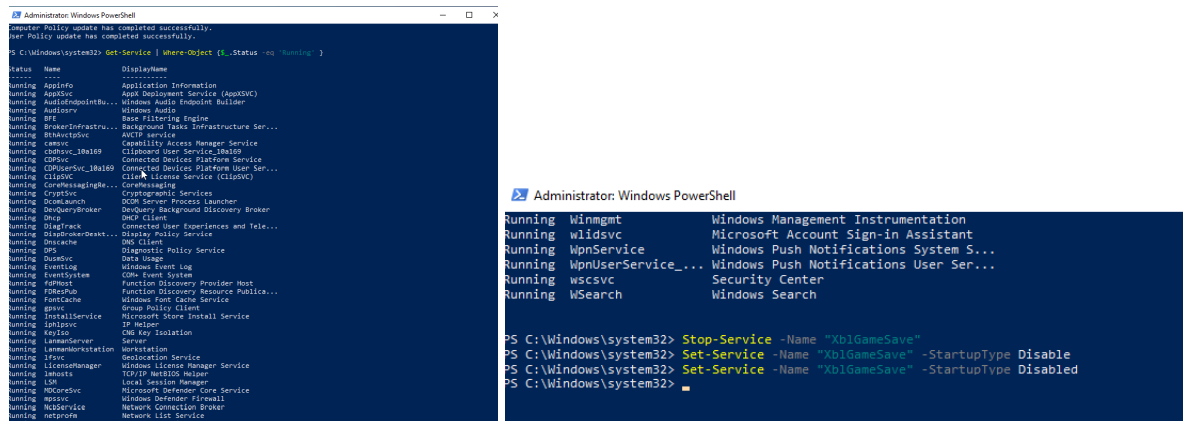 Administrator: Windows PowerShell
Computer Policy update has completed successfully.
User Policy update has completed successfully.
PS C:\Windows\system32> Get-Service | Where-Object {$_.Status -eq 'Running' }
Status Name DisplayName
------ ---- -----------
Running Appinfo Application Information
Running AppXSvc AppX Deployment Service (AppXSVC)
Running AudioEndpointBu... Windows Audio Endpoint Builder
Running Audiosrv Windows Audio
Running BFE Base Filtering Engine
Running BrokerInfrastru... Background Tasks Infrastructure Ser...
Running BthAvctpSvc AVCTP service
Running camsvc Capability Access Manager Service
Running cbdhsvc_10a169 Clipboard User Service_10a169
Running CDPSvc Connected Devices Platform Service
Running CDPUserSvc_10a169 Connected Devices Platform User Ser...
Running ClipSVC Client License Service (ClipSVC)
Running CoreMessagingRe... CoreMessaging
Running CryptSvc Cryptographic Services
Running DcomLaunch DCOM Server Process Launcher
Running DevQueryBroker DevQuery Background Discovery Broker
Running Dhcp DHCP Client
Running DiagTrack Connected User Experiences and Tele...
Running DispBrokerDeskt... Display Policy Service
Running Dnscache DNS Client
Running DPS Diagnostic Policy Service
Running DusmSvc Data Usage
Running EventLog Windows Event Log
Running EventSystem COM+ Event System
Running fdPHost Function Discovery Provider Host
Running FDResPub Function Discovery Resource Publica...
Running FontCache Windows Font Cache Service
Running gpsvc Group Policy Client
Running InstallService Microsoft Store Install Service
Running iphlpsvc IP Helper
Running KeyIso CNG Key Isolation
Running LanmanServer Server
Running LanmanWorkstation Workstation
Running lfsvc Geolocation Service
Running LicenseManager Windows License Manager Service
Running lmhosts TCP/IP NetBIOS Helper
Running LSM Local Session Manager
Running MDCoreSvc Microsoft Defender Core Service
Running mpssvc Windows Defender Firewall
Running NcbService Network Connection Broker
Running netprofm Network List Service
Administrator: Windows PowerShell
Running Winmgmt Windows Management Instrumentation
Running wlidsvc Microsoft Account Sign-in Assistant
Running WpnService Windows Push Notifications System S...
Running WpnUserService_... Windows Push Notifications User Ser...
Running wscsvc Security Center
Running WSearch Windows Search
PS C:\Windows\system32> Stop-Service -Name "XblGameSave"
PS C:\Windows\system32> Set-Service -Name "XblGameSave" -StartupType Disable
PS C:\Windows\system32> Set-Service -Name "XblGameSave" -StartupType Disabled
PS C:\Windows\system32>